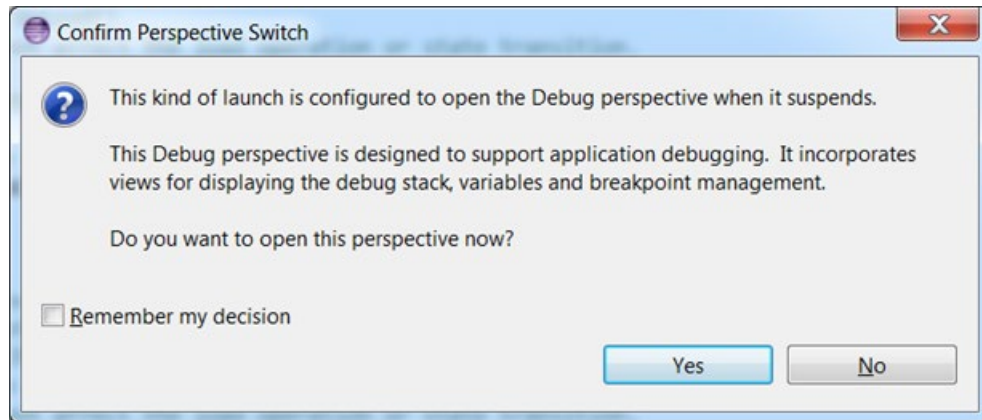 Confirm Perspective Switch
This kind of launch is configured to open the Debug perspective when it suspends.
This Debug perspective is designed to support application debugging.  It incorporates
views for displaying the debug stack, variables and breakpoint management.
Do you want to open this perspective now?
Remember my decision
Yes
No